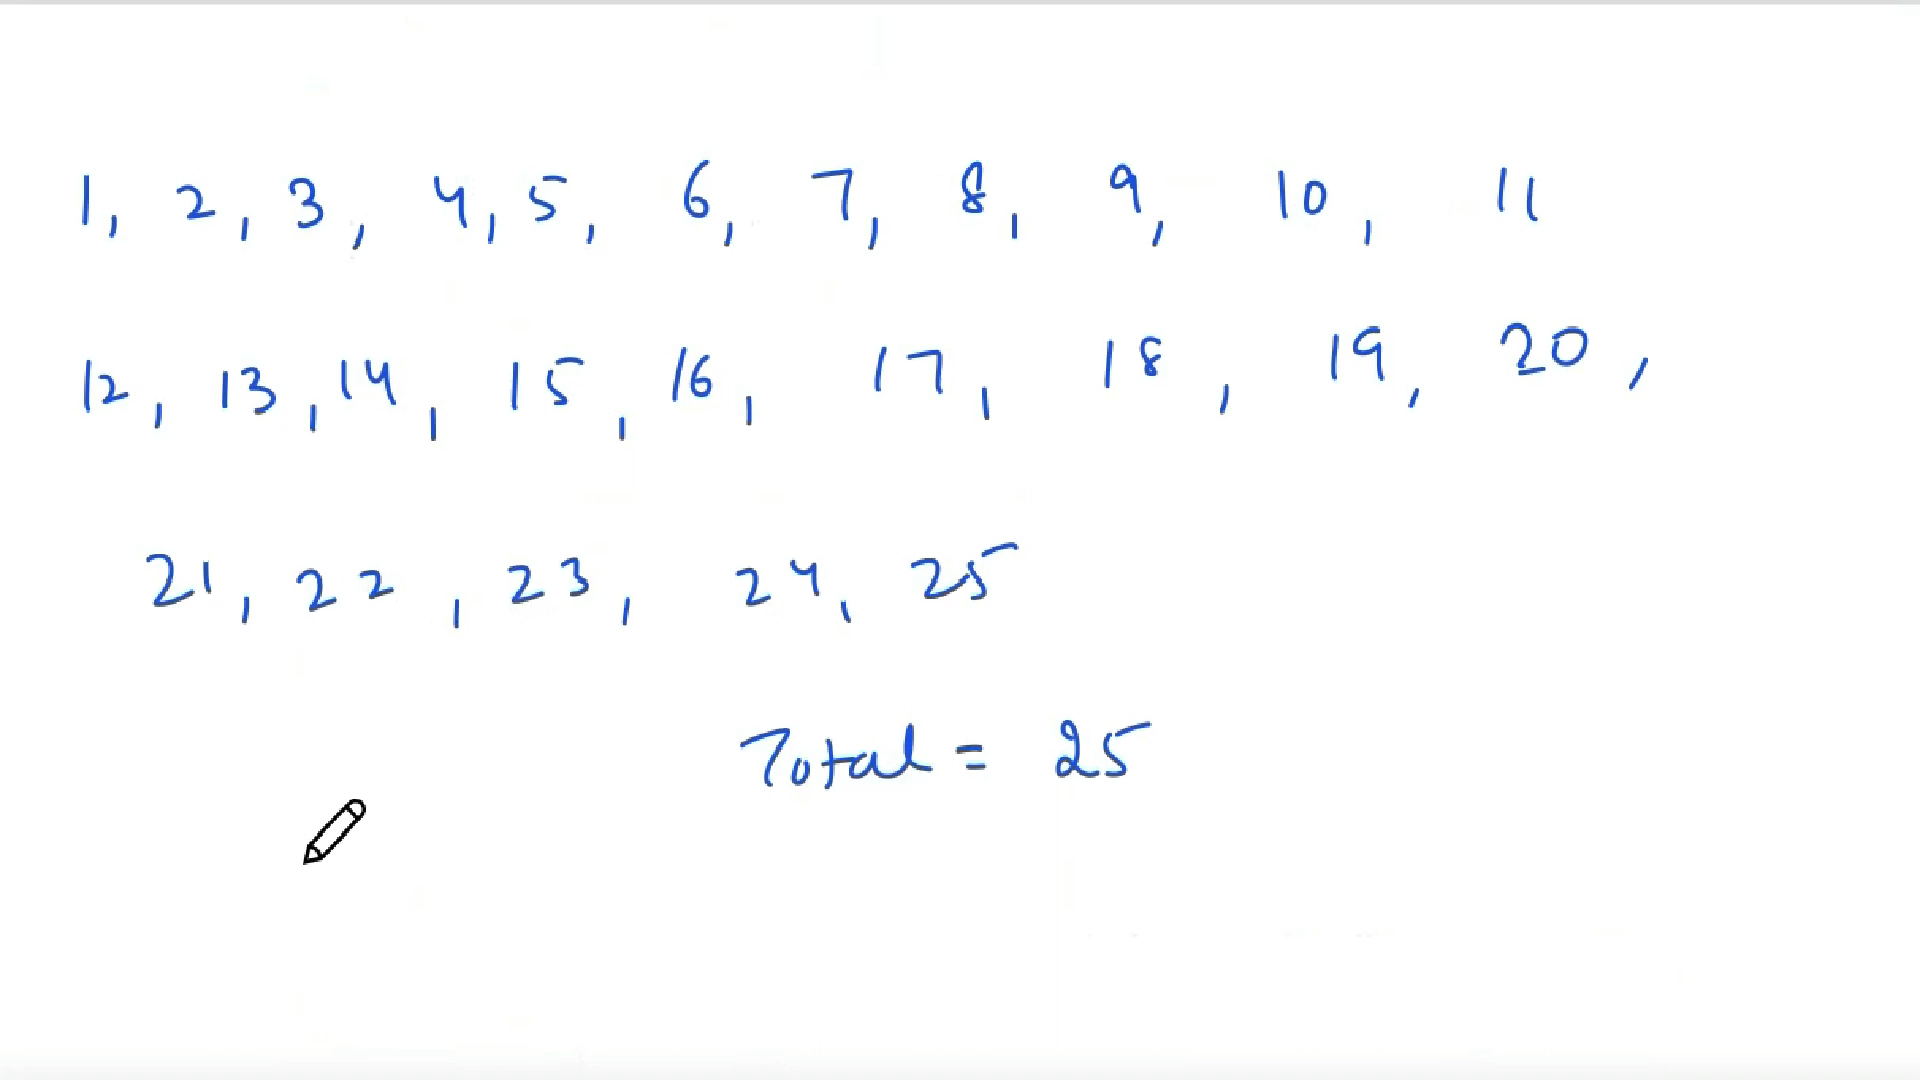 1, 2, 3, 4, 5, 6, 7, 8, 9, 10, 11
12, 13, 14, 15, 16, 17, 18, 19, 20,
21, 22, 23, 24, 25
Total = 25